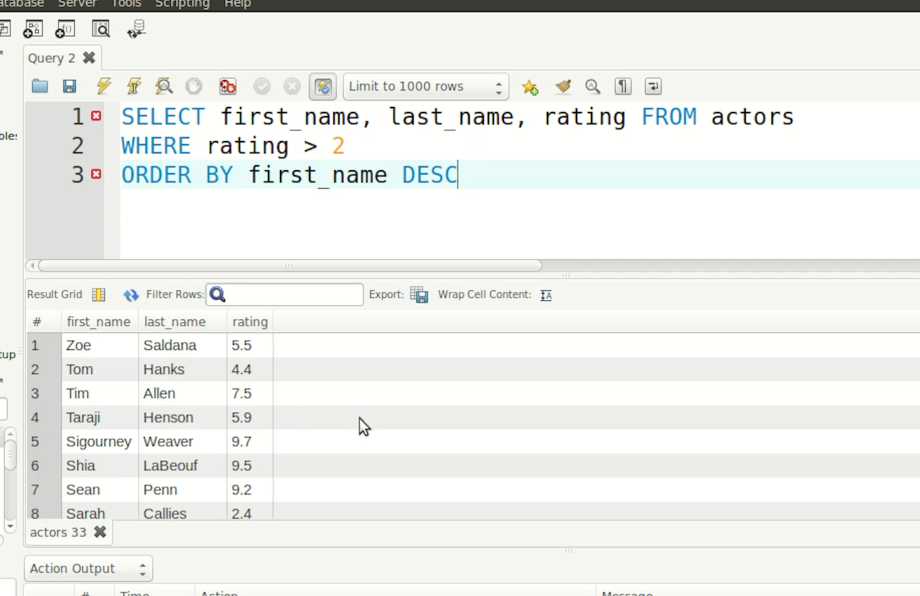 atabase Server Tools Scripting Help
Query 2
Limit to 1000 rows
1 SELECT first_name, last_name, rating FROM actors
2 WHERE rating > 2
3 ORDER BY first_name DESC
Result Grid Filter Rows: Export: Wrap Cell Content:
# first_name last_name rating
1 Zoe Saldana 5.5
2 Tom Hanks 4.4
3 Tim Allen 7.5
4 Taraji Henson 5.9
5 Sigourney Weaver 9.7
6 Shia LaBeouf 9.5
7 Sean Penn 9.2
8 Sarah Callies 2.4
actors 33
Action Output
# Time Action Message
bles
tup